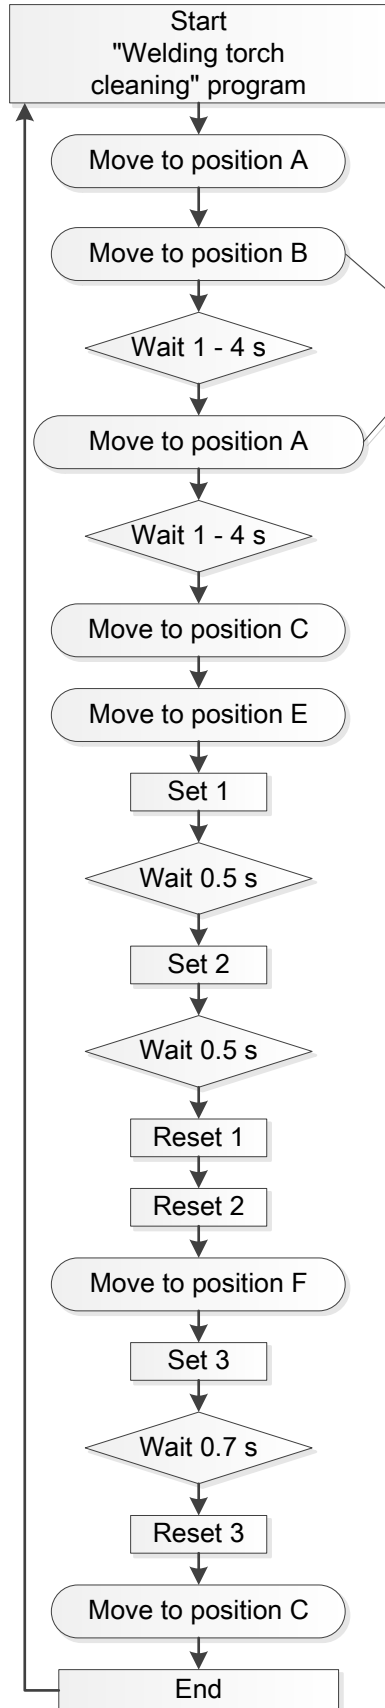 Start
"Welding torch
cleaning" program
Move to position A
Move to position B
Wait 1 - 4 s
Move to position A
Wait 1 - 4 s
Move to position C
Move to position E
Set 1
Wait 0.5 s
Set 2
Wait 0.5 s
Reset 1
Reset 2
Move to position F
Set 3
Wait 0.7 s
Reset 3
Move to position C
End